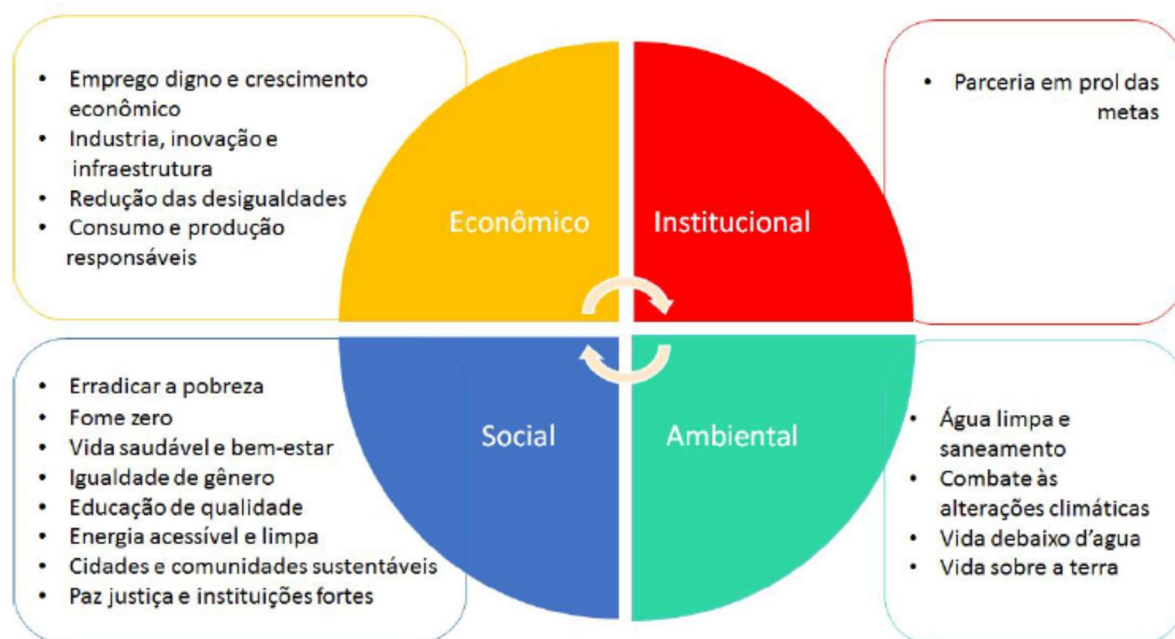 • Emprego digno e crescimento
econômico
• Industria, inovação e
infraestrutura
• Redução das desigualdades
• Consumo e produção
responsáveis
Econômico
Institucional
• Parceria em prol das
metas
• Erradicar a pobreza
• Fome zero
• Vida saudável e bem-estar
• Igualdade de gênero
• Educação de qualidade
• Energia acessível e limpa
• Cidades e comunidades sustentáveis
• Paz justiça e instituições fortes
Social
Ambiental
• Água limpa e
saneamento
• Combate às
alterações climáticas
• Vida debaixo d'agua
• Vida sobre a terra